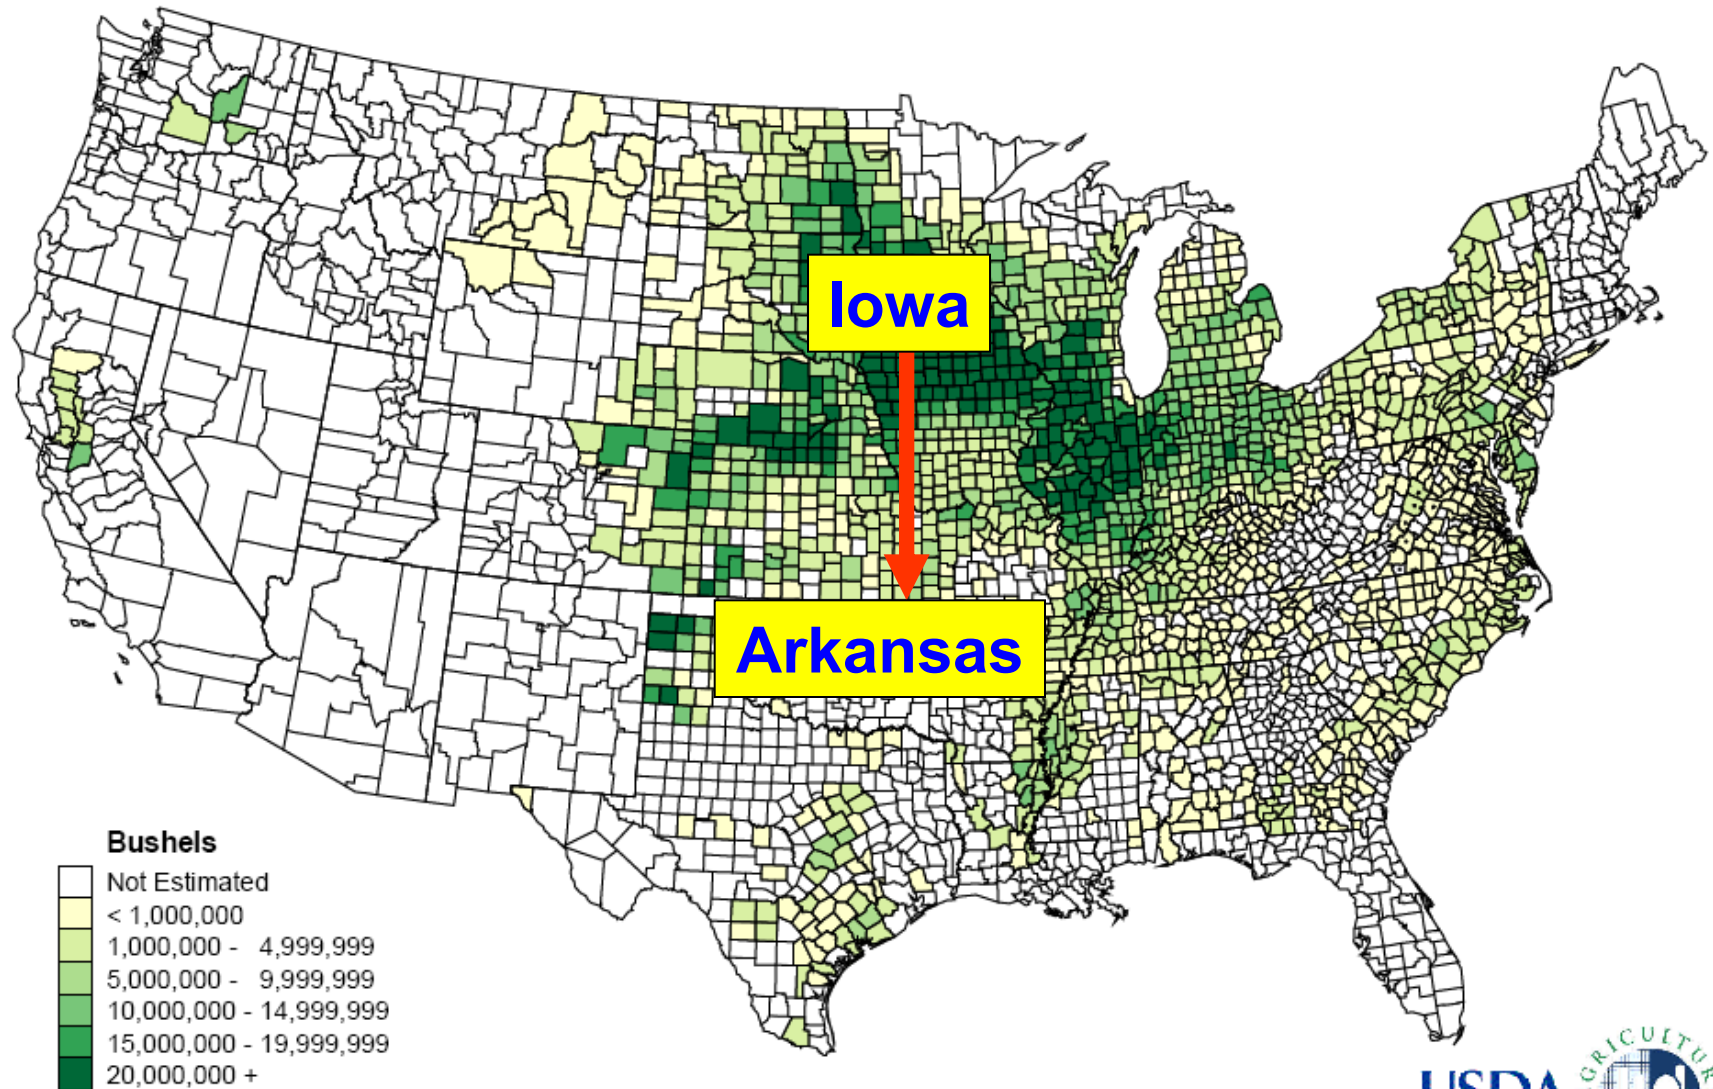 Iowa
Arkansas
Bushels
Not Estimated
< 1,000,000
1,000,000 - 4,999,999
5,000,000 - 9,999,999
10,000,000 - 14,999,999
15,000,000 - 19,999,999
20,000,000 +
USDA